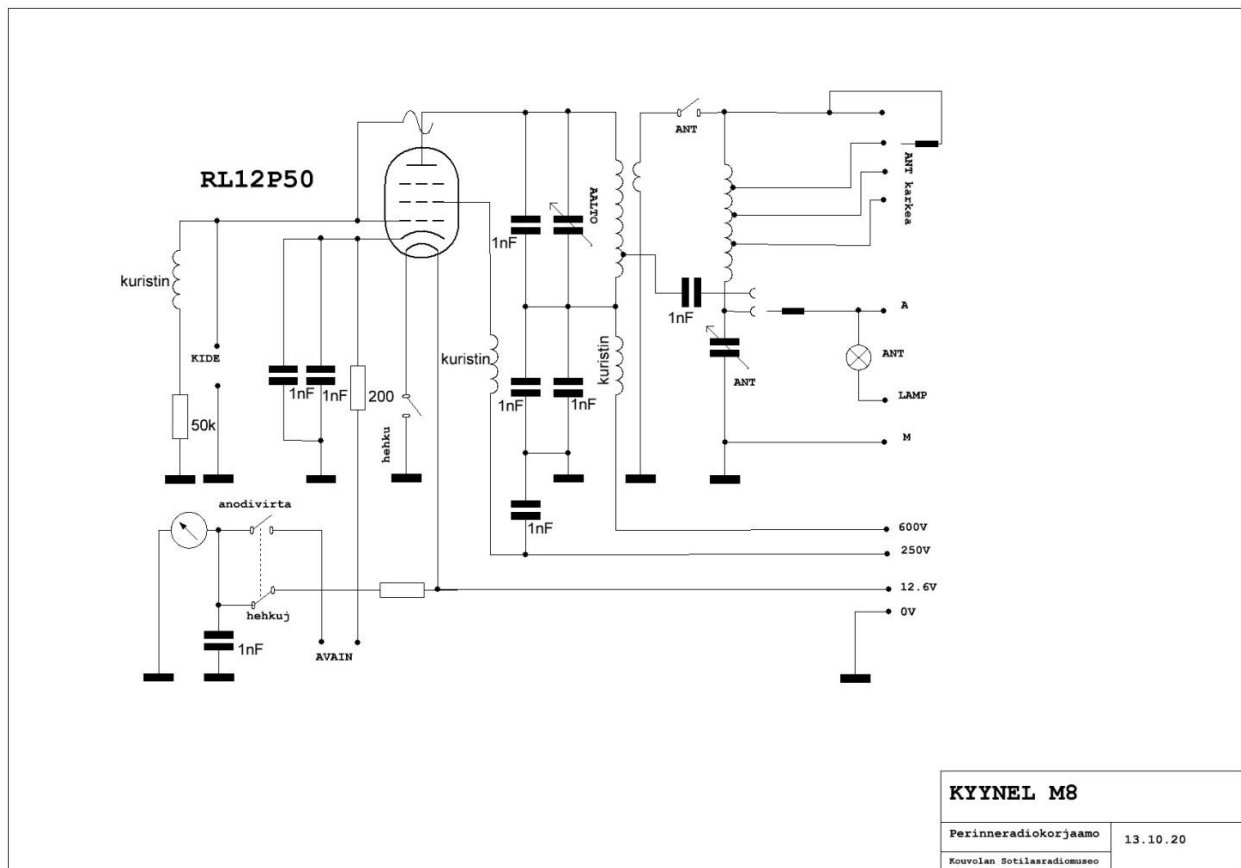 ANT
RL12P50
AALTO
ANT karkea
1nF
kuristin
1nF
A
kuristin
kuristin
ANT
KIDE
ANT
1nF
1nF
200
1nF
1nF
LAMP
50k
hehku
M
anodivirta
1nF
600V
250V
12.6V
hehkuj
0V
1nF
AVAIN
KYYNEL M8
Perinneradiokorjaamo
13.10.20
Kouvolan Sotilasradiomuseo